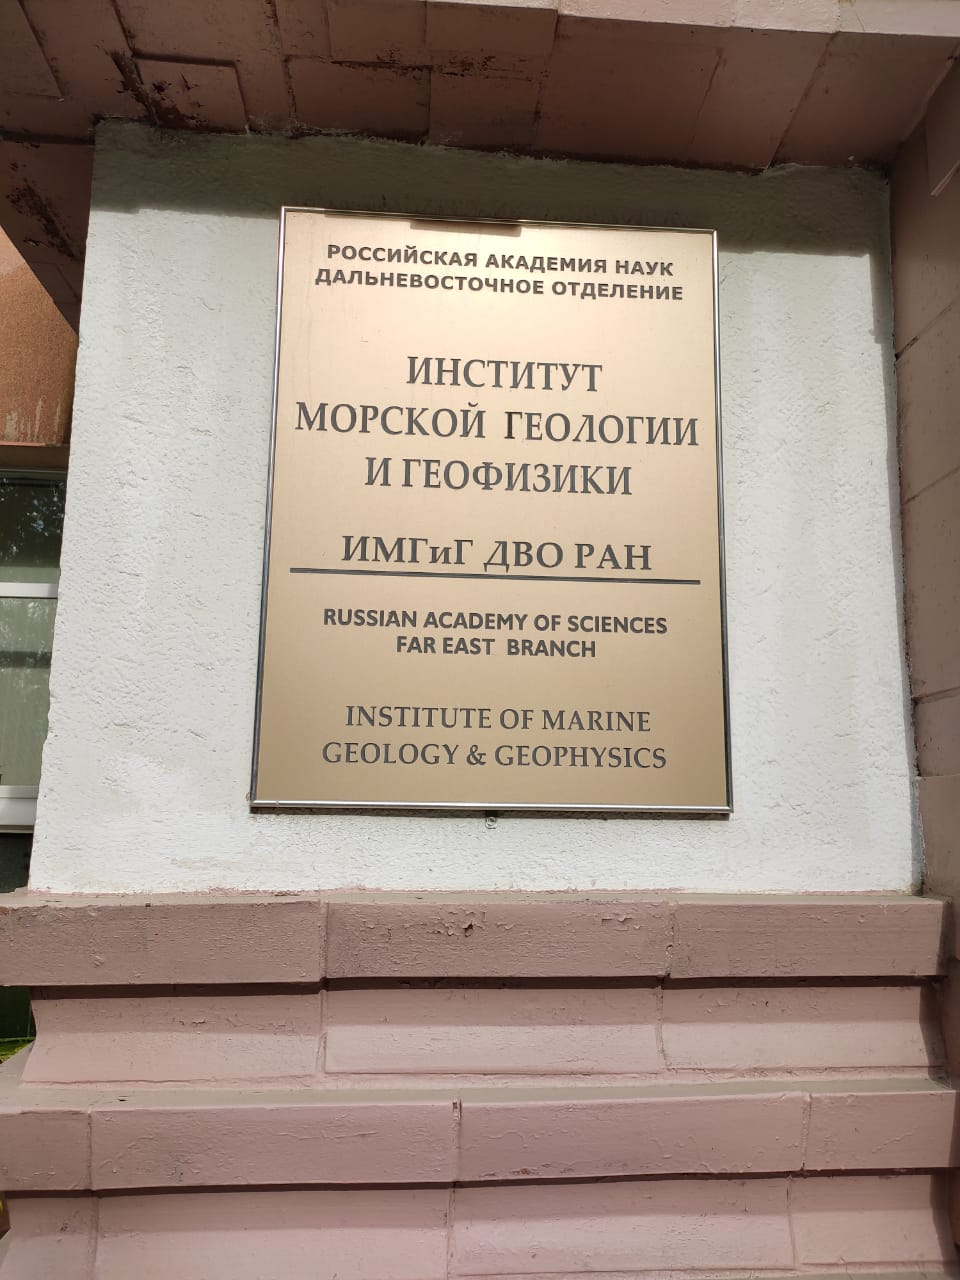 РОССИЙСКАЯ АКАДЕМИЯ НАУК
ДАЛЬНЕВОСТОЧНОЕ ОТДЕЛЕНИЕ
ИНСТИТУТ
МОРСКОЙ ГЕОЛОГИИ
И ГЕОФИЗИКИ
ИМГиГ ДВО РАН
RUSSIAN ACADEMY OF SCIENCES
FAR EAST BRANCH
INSTITUTE OF MARINE
GEOLOGY & GEOPHYSICS